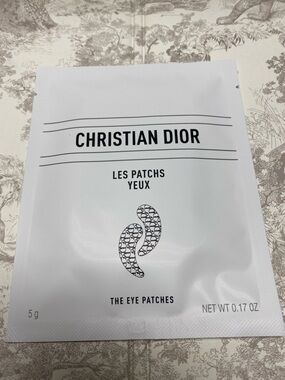 CHRISTIAN DIOR
LES PATCHS
YEUX
THE EYE PATCHES
5 g
NET WT 0.17 OZ